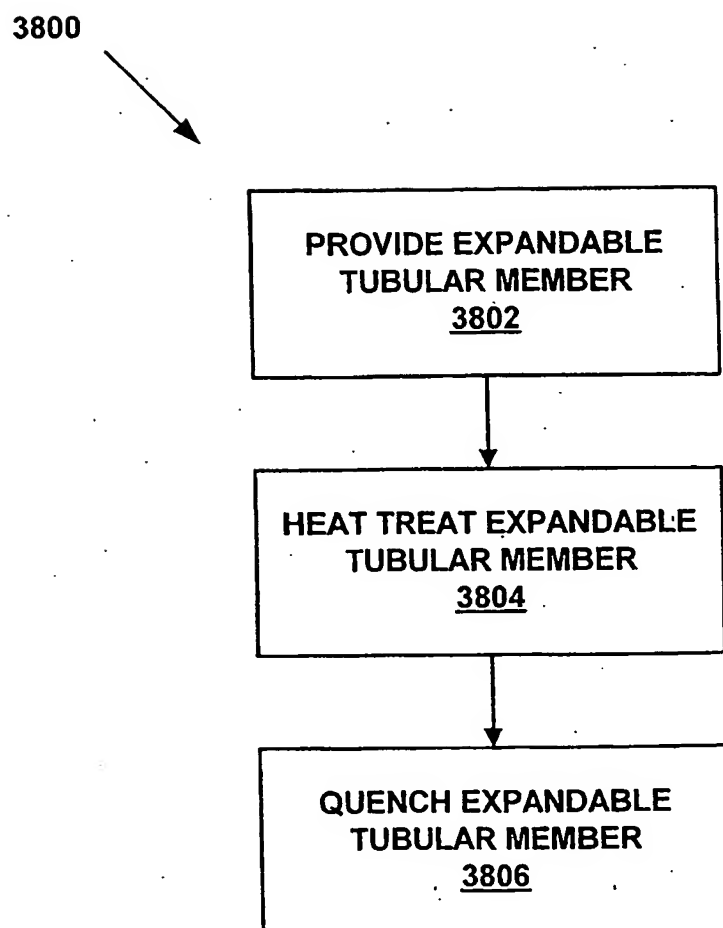 3800
PROVIDE EXPANDABLE
TUBULAR MEMBER
3802
HEAT TREAT EXPANDABLE
TUBULAR MEMBER
3804
QUENCH EXPANDABLE
TUBULAR MEMBER
3806